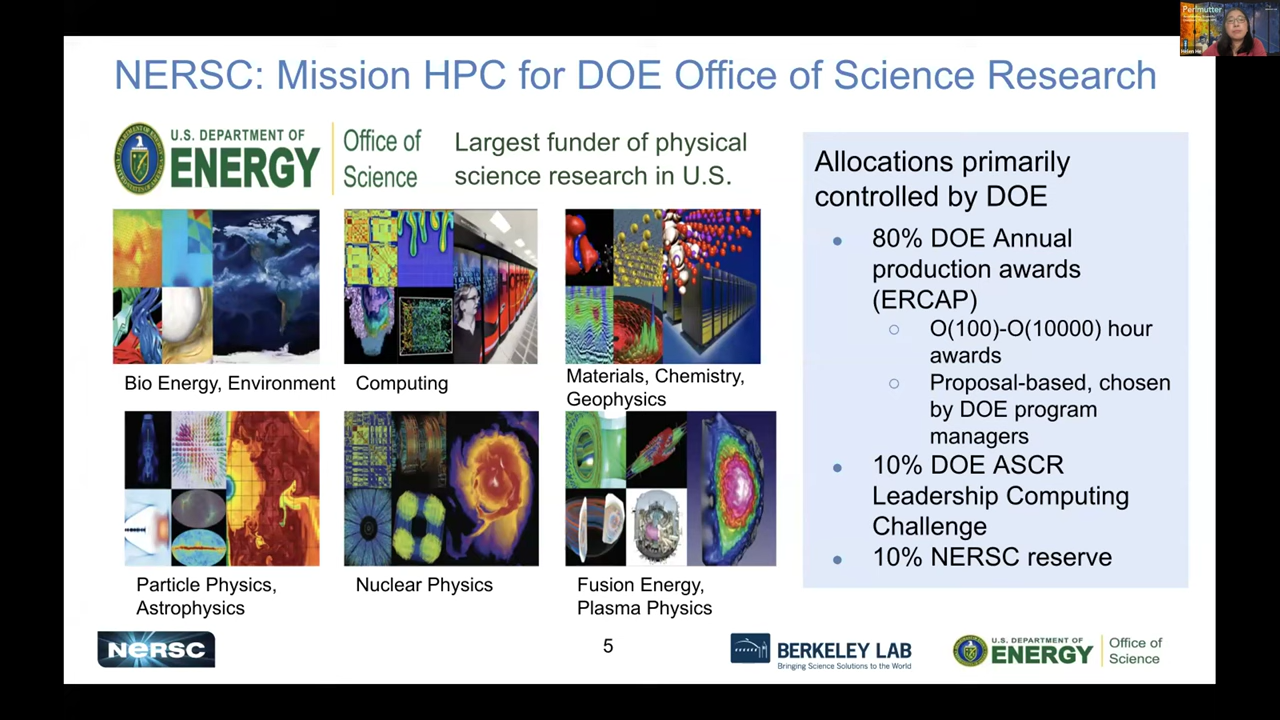 Perlmutter
NERSC: Mission HPC for DOE Office of Science Research
U.S. DEPARTMENT OF
ENERGY
Office of
Science
Largest funder of physical
science research in U.S.
Bio Energy, Environment
Computing
Materials, Chemistry,
Geophysics
Particle Physics,
Astrophysics
Nuclear Physics
Fusion Energy,
Plasma Physics
Allocations primarily
controlled by DOE
● 80% DOE Annual
production awards
(ERCAP)
○ O(100)-O(10000) hour
awards
○ Proposal-based, chosen
by DOE program
managers
● 10% DOE ASCR
Leadership Computing
Challenge
● 10% NERSC reserve
NERSC
5
BERKELEY LAB
Bringing Science Solutions to the World
U.S. DEPARTMENT OF
ENERGY
Office of
Science